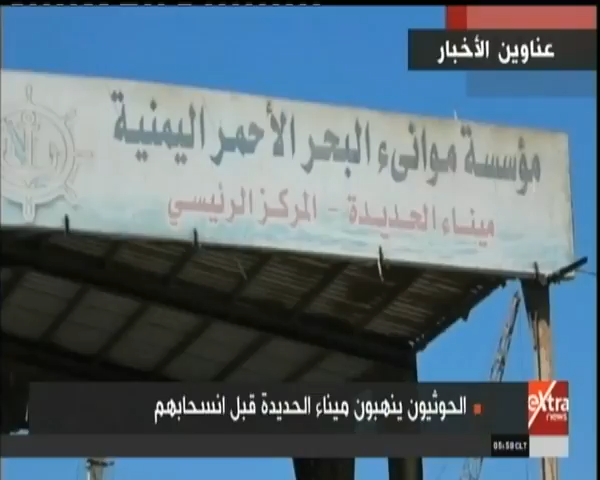 عناوين الأخبار
مؤسسة موانىء البحر الأحمر اليمنية
ميناء الحديدة - المركز الرئيسي
الحوثيون ينهبون ميناء الحديدة قبل انسحابهم
eXtra
news
05:58CLT